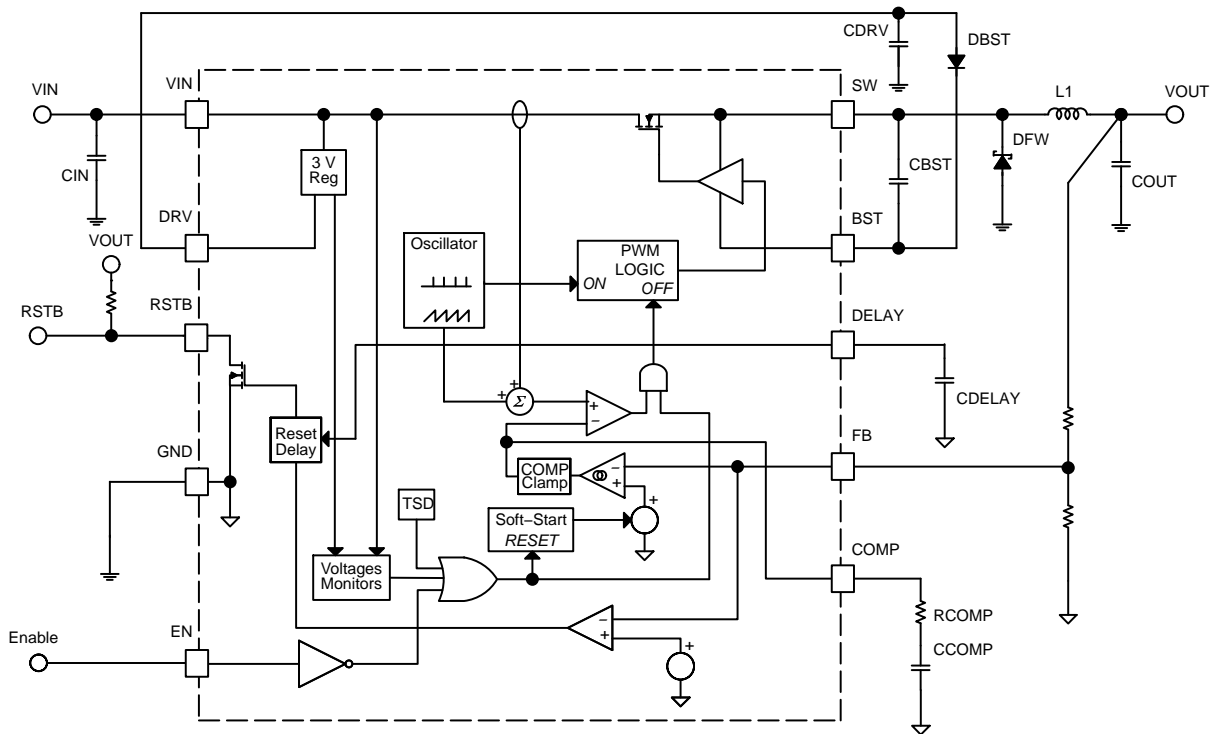 CDRV
DBST
VIN
VIN
SW
L1
VOUT
3 V
Reg
CIN
CBST
DFW
COUT
DRV
BST
VOUT
Oscillator
PWM
LOGIC
ON
OFF
RSTB
RSTB
DELAY
+
+
Σ
+
−
CDELAY
Reset
Delay
GND
FB
COMP
Clamp
−
+
+
TSD
Soft−Start
RESET
COMP
Voltages
Monitors
RCOMP
CCOMP
Enable
EN
−
+
+